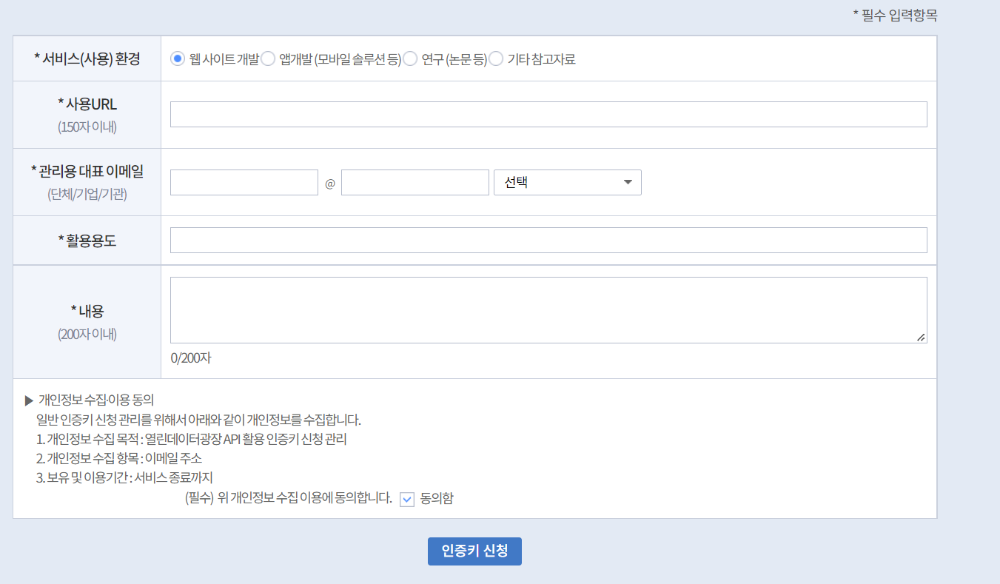 * 필수 입력항목
* 서비스(사용) 환경 웹 사이트 개발 앱개발 (모바일 솔루션 등) 연구 (논문 등) 기타 참고자료
* 사용URL
(150자 이내)
* 관리용 대표 이메일
(단체/기업/기관)
@ 선택
* 활용용도
* 내용
(200자 이내)
0/200자
▶ 개인정보 수집·이용 동의
일반 인증키 신청 관리를 위해서 아래와 같이 개인정보를 수집합니다.
1. 개인정보 수집 목적 : 열린데이터광장 API 활용 인증키 신청 관리
2. 개인정보 수집 항목 : 이메일 주소
3. 보유 및 이용기간 : 서비스 종료까지
(필수) 위 개인정보 수집 이용에 동의합니다. 동의함
인증키 신청